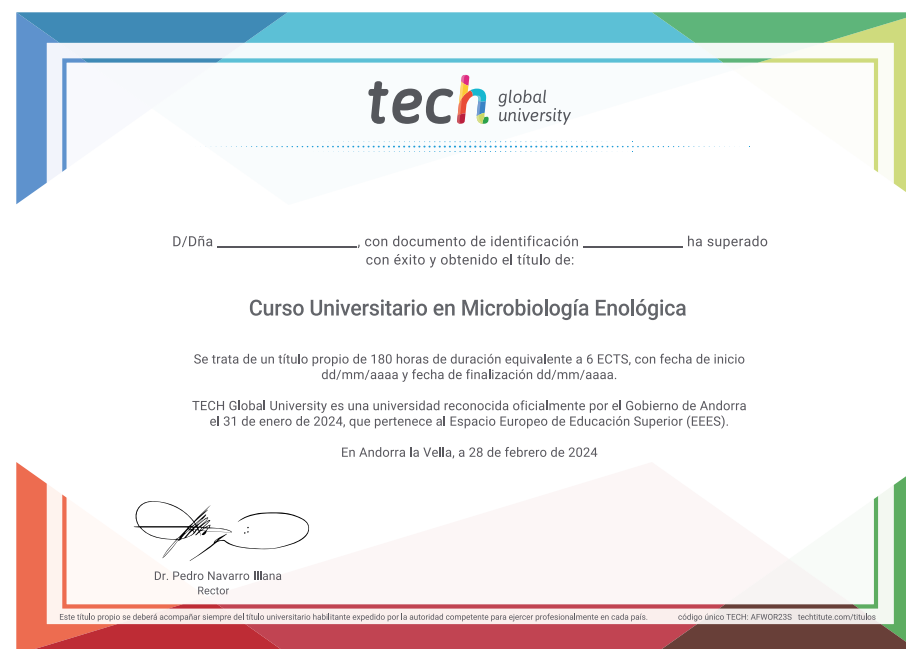 tech global university
D/Dña ____________________, con documento de identificación ______________ ha superado
con éxito y obtenido el título de:
Curso Universitario en Microbiología Enológica
Se trata de un título propio de 180 horas de duración equivalente a 6 ECTS, con fecha de inicio
dd/mm/aaaa y fecha de finalización dd/mm/aaaa.
TECH Global University es una universidad reconocida oficialmente por el Gobierno de Andorra
el 31 de enero de 2024, que pertenece al Espacio Europeo de Educación Superior (EEES).
En Andorra la Vella, a 28 de febrero de 2024
Dr. Pedro Navarro Illana
Rector
Este título propio se deberá acompañar siempre del título universitario habilitante expedido por la autoridad competente para ejercer profesionalmente en cada país. código único TECH: AFWOR23S techtitute.com/titulos